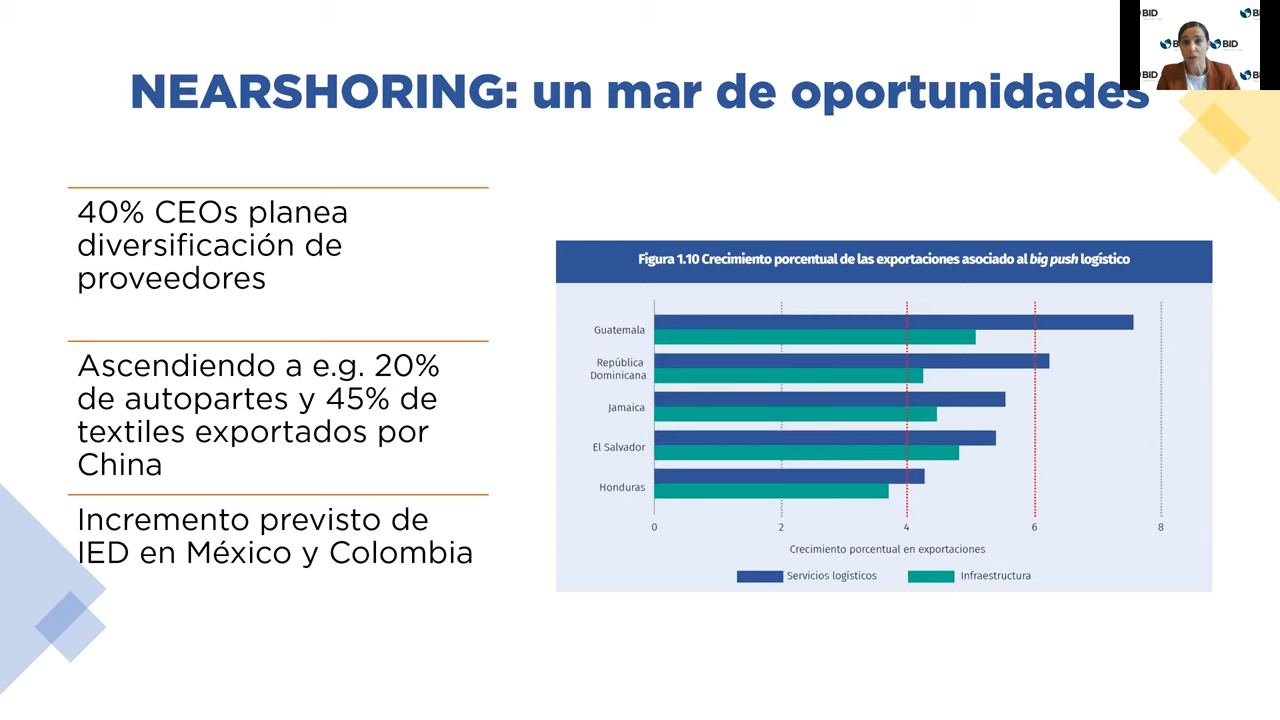 BID
BID
BID
BID
NEARSHORING: un mar de oportunidades
40% CEOs planea
diversificación de
proveedores
Ascendiendo a e.g. 20%
de autopartes y 45% de
textiles exportados por
China
Incremento previsto de
IED en México y Colombia
Figura 1.10 Crecimiento porcentual de las exportaciones asociado al big push logístico
Guatemala
República
Dominicana
Jamaica
El Salvador
Honduras
0 2 4 6 8
Crecimiento porcentual en exportaciones
Servicios logísticos Infraestructura